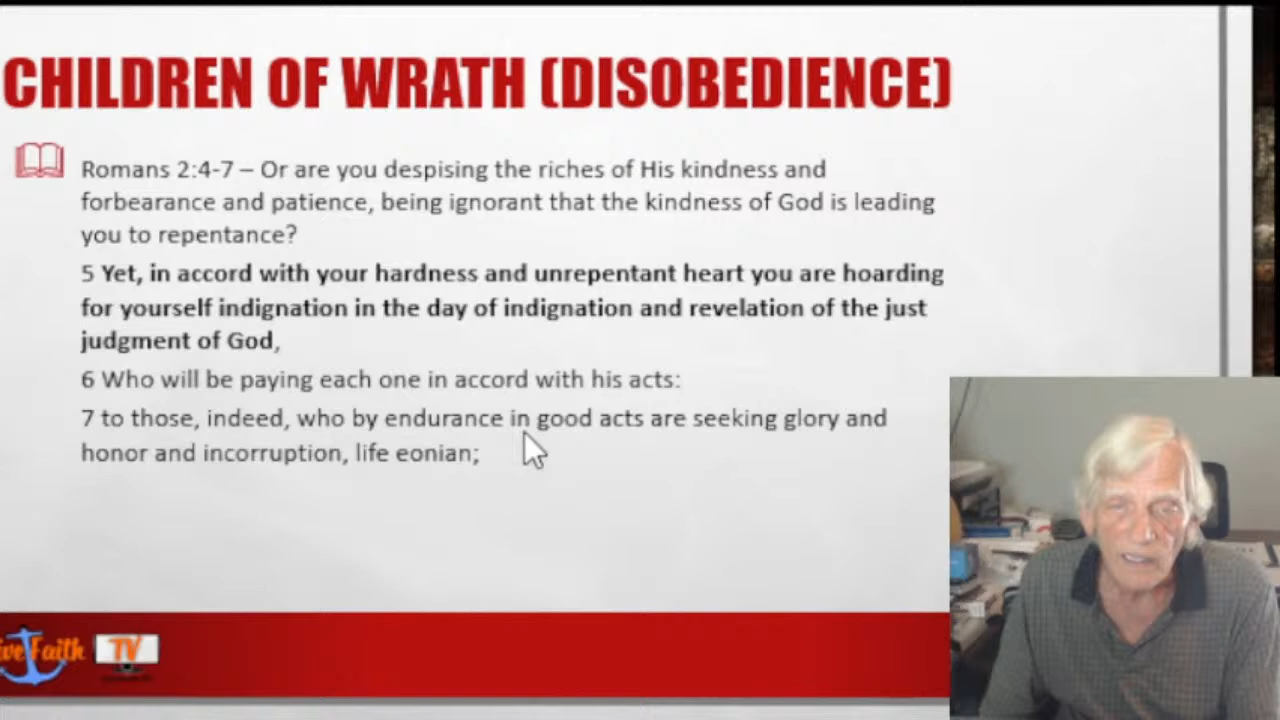 CHILDREN OF WRATH (DISOBEDIENCE)
Romans 2:4-7 – Or are you despising the riches of His kindness and
forbearance and patience, being ignorant that the kindness of God is leading
you to repentance?
5 Yet, in accord with your hardness and unrepentant heart you are hoarding
for yourself indignation in the day of indignation and revelation of the just
judgment of God,
6 Who will be paying each one in accord with his acts:
7 to those, indeed, who by endurance in good acts are seeking glory and
honor and incorruption, life eonian;
Faith TV